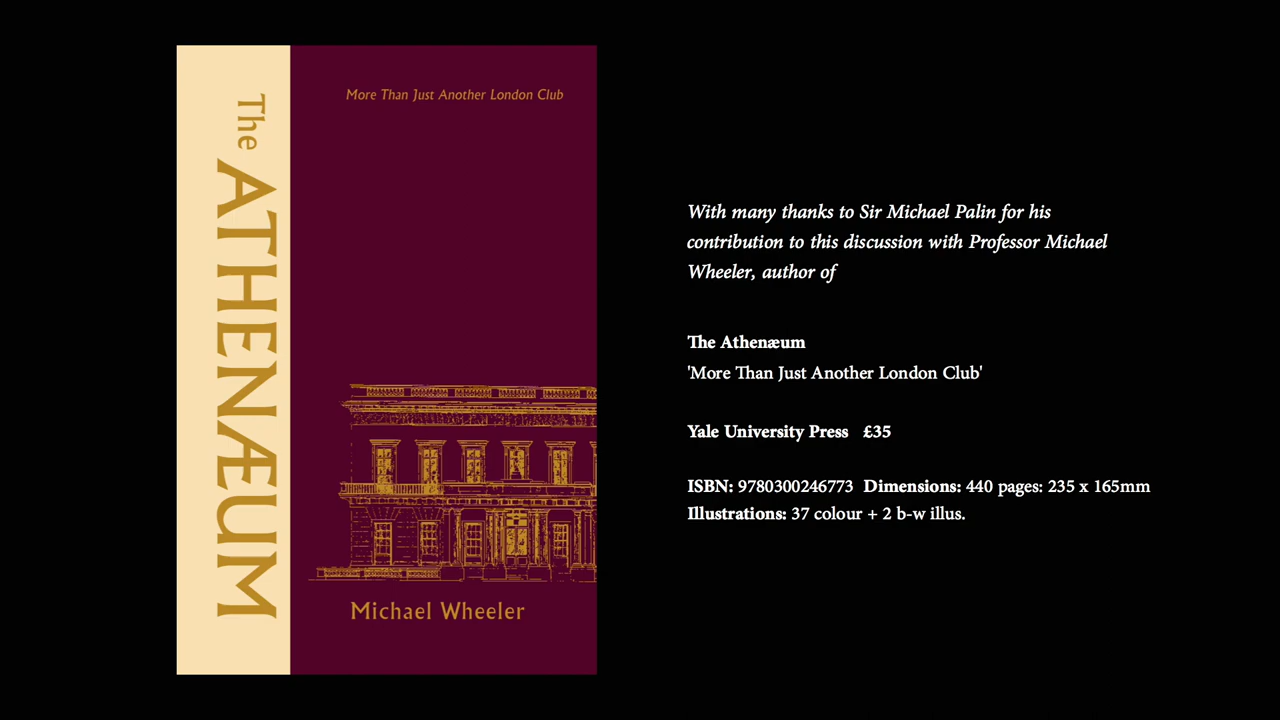 The ATHENÆUM
More Than Just Another London Club
Michael Wheeler
With many thanks to Sir Michael Palin for his
contribution to this discussion with Professor Michael
Wheeler, author of
The Athenæum
'More Than Just Another London Club'
Yale University Press £35
ISBN: 9780300246773 Dimensions: 440 pages: 235 x 165mm
Illustrations: 37 colour + 2 b-w illus.